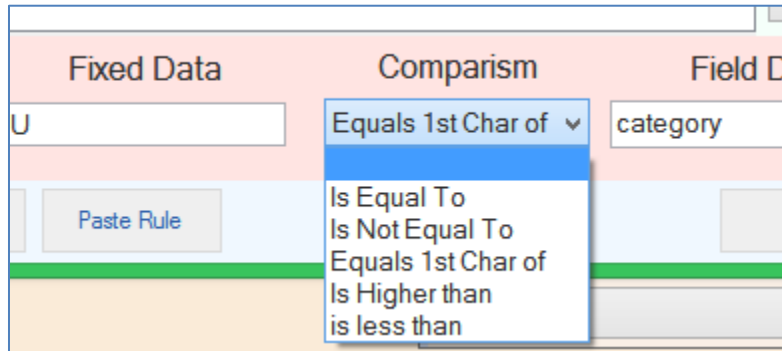 Fixed Data Comparism Field D
U Equals 1st Char of category
Is Equal To
Paste Rule Is Not Equal To
Equals 1st Char of
Is Higher than
is less than